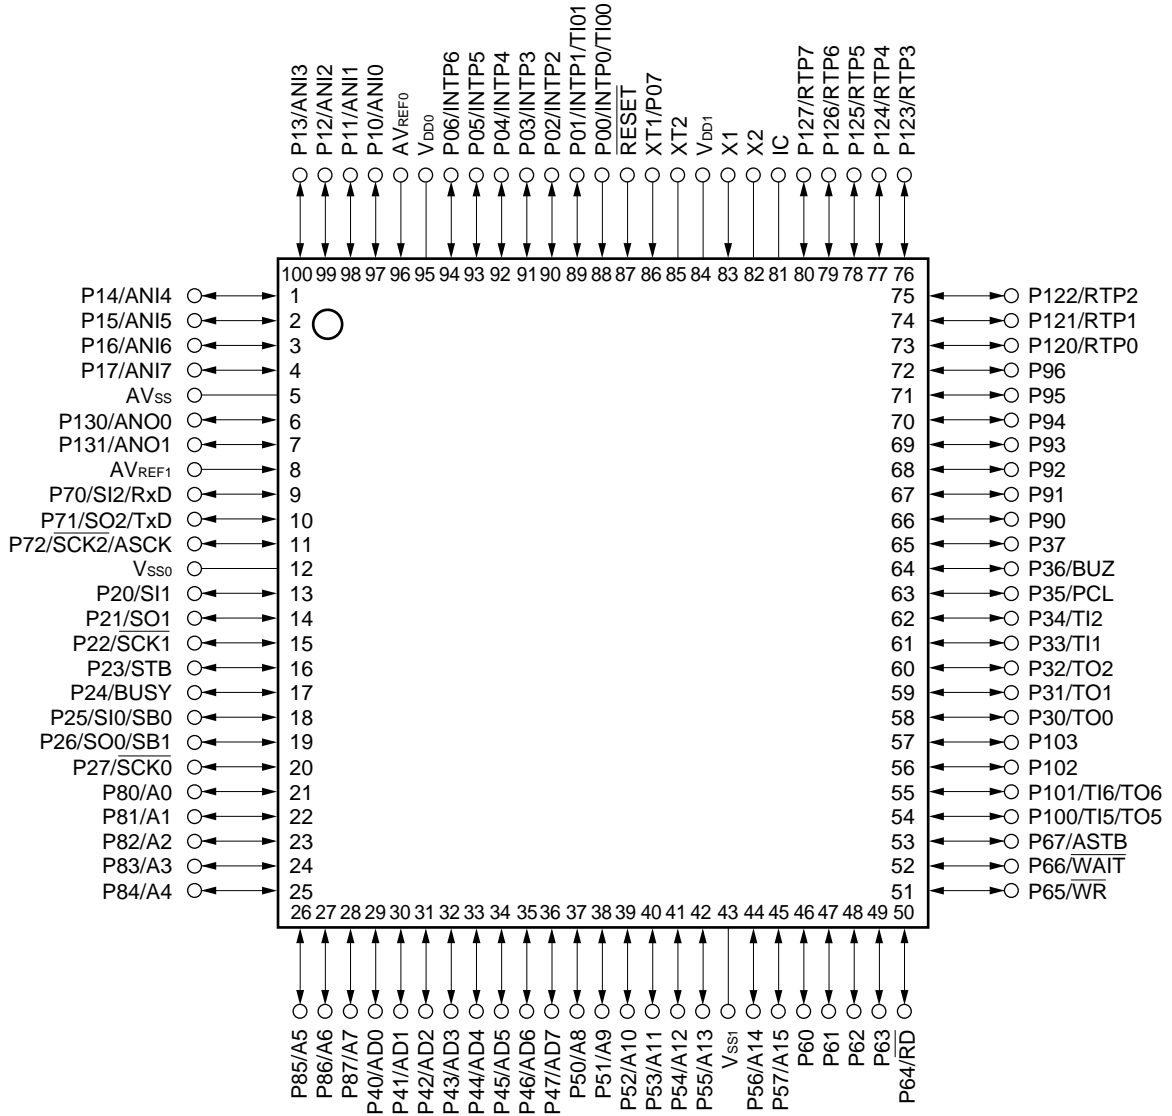 P13/ANI3
P12/ANI2
P11/ANI1
P10/ANI0
AVREF0
VDD0
P06/INTP6
P05/INTP5
P04/INTP4
P03/INTP3
P02/INTP2
P01/INTP1/TI01
P00/INTP0/TI00
RESET
XT1/P07
XT2
VDD1
X1
X2
IC
P127/RTP7
P126/RTP6
P125/RTP5
P124/RTP4
P123/RTP3
100 99 98 97 96 95 94 93 92 91 90 89 88 87 86 85 84 83 82 81 80 79 78 77 76
P14/ANI4 1 75 P122/RTP2
P15/ANI5 2 74 P121/RTP1
P16/ANI6 3 73 P120/RTP0
P17/ANI7 4 72 P96
AVSS 5 71 P95
P130/ANO0 6 70 P94
P131/ANO1 7 69 P93
AVREF1 8 68 P92
P70/SI2/RxD 9 67 P91
P71/SO2/TxD 10 66 P90
P72/SCK2/ASCK 11 65 P37
VSS0 12 64 P36/BUZ
P20/SI1 13 63 P35/PCL
P21/SO1 14 62 P34/TI2
P22/SCK1 15 61 P33/TI1
P23/STB 16 60 P32/TO2
P24/BUSY 17 59 P31/TO1
P25/SI0/SB0 18 58 P30/TO0
P26/SO0/SB1 19 57 P103
P27/SCK0 20 56 P102
P80/A0 21 55 P101/TI6/TO6
P81/A1 22 54 P100/TI5/TO5
P82/A2 23 53 P67/ASTB
P83/A3 24 52 P66/WAIT
P84/A4 25 51 P65/WR
26 27 28 29 30 31 32 33 34 35 36 37 38 39 40 41 42 43 44 45 46 47 48 49 50
P85/A5
P86/A6
P87/A7
P40/AD0
P41/AD1
P42/AD2
P43/AD3
P44/AD4
P45/AD5
P46/AD6
P47/AD7
P50/A8
P51/A9
P52/A10
P53/A11
P54/A12
P55/A13
VSS1
P56/A14
P57/A15
P60
P61
P62
P63
P64/RD